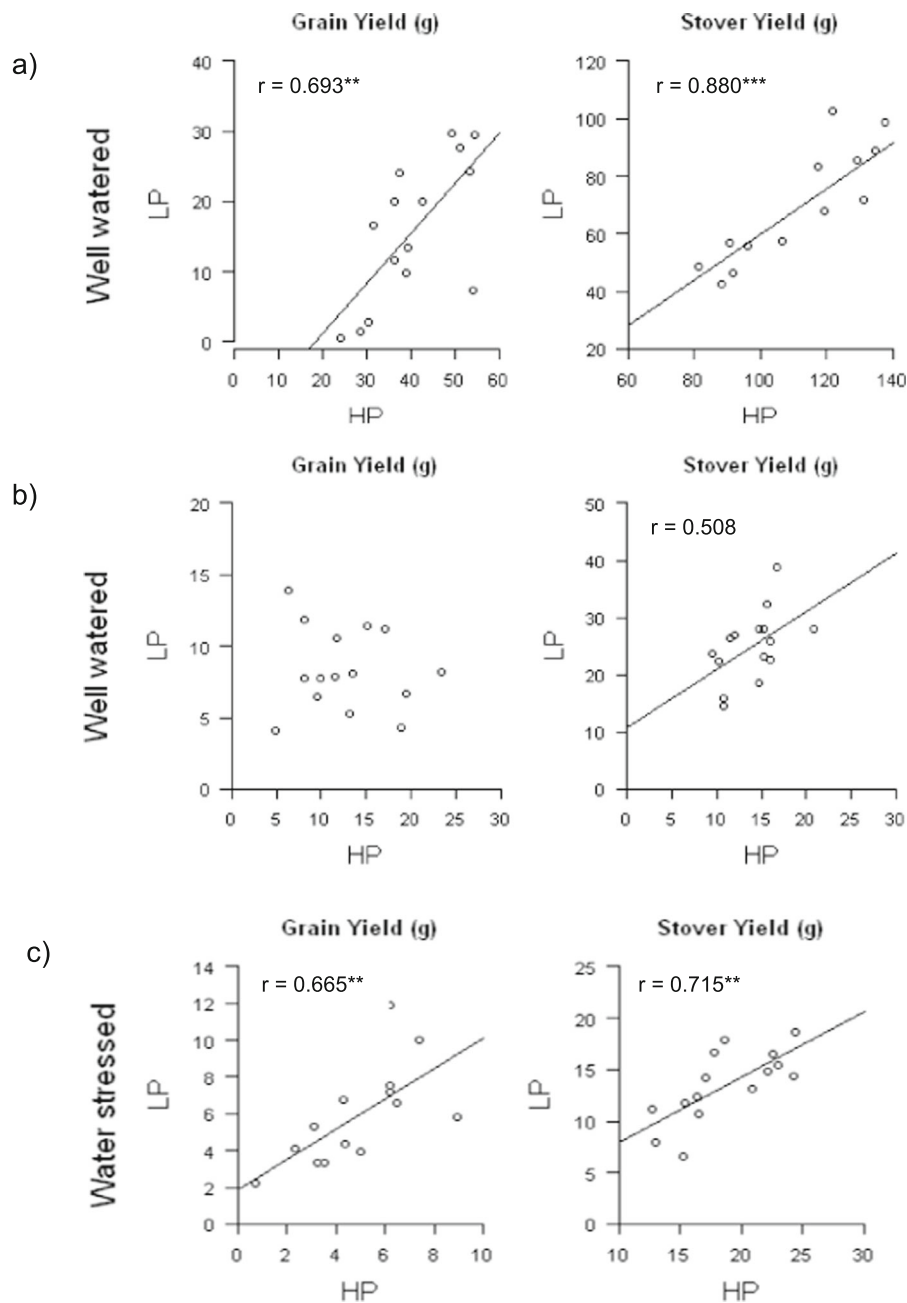 Grain Yield (g)
Stover Yield (g)
a)
Well watered
r = 0.693**
LP
40
30
20
10
0
0 10 20 30 40 50 60
HP
r = 0.880***
LP
120
100
80
60
40
20
60 80 100 120 140
HP
Grain Yield (g)
Stover Yield (g)
b)
Well watered
LP
20
15
10
5
0
0 5 10 15 20 25 30
HP
r = 0.508
LP
50
40
30
20
10
0
0 5 10 15 20 25 30
HP
Grain Yield (g)
Stover Yield (g)
c)
Water stressed
r = 0.665**
LP
14
12
10
8
6
4
2
0
0 2 4 6 8 10
HP
r = 0.715**
LP
25
20
15
10
5
0
10 15 20 25 30
HP